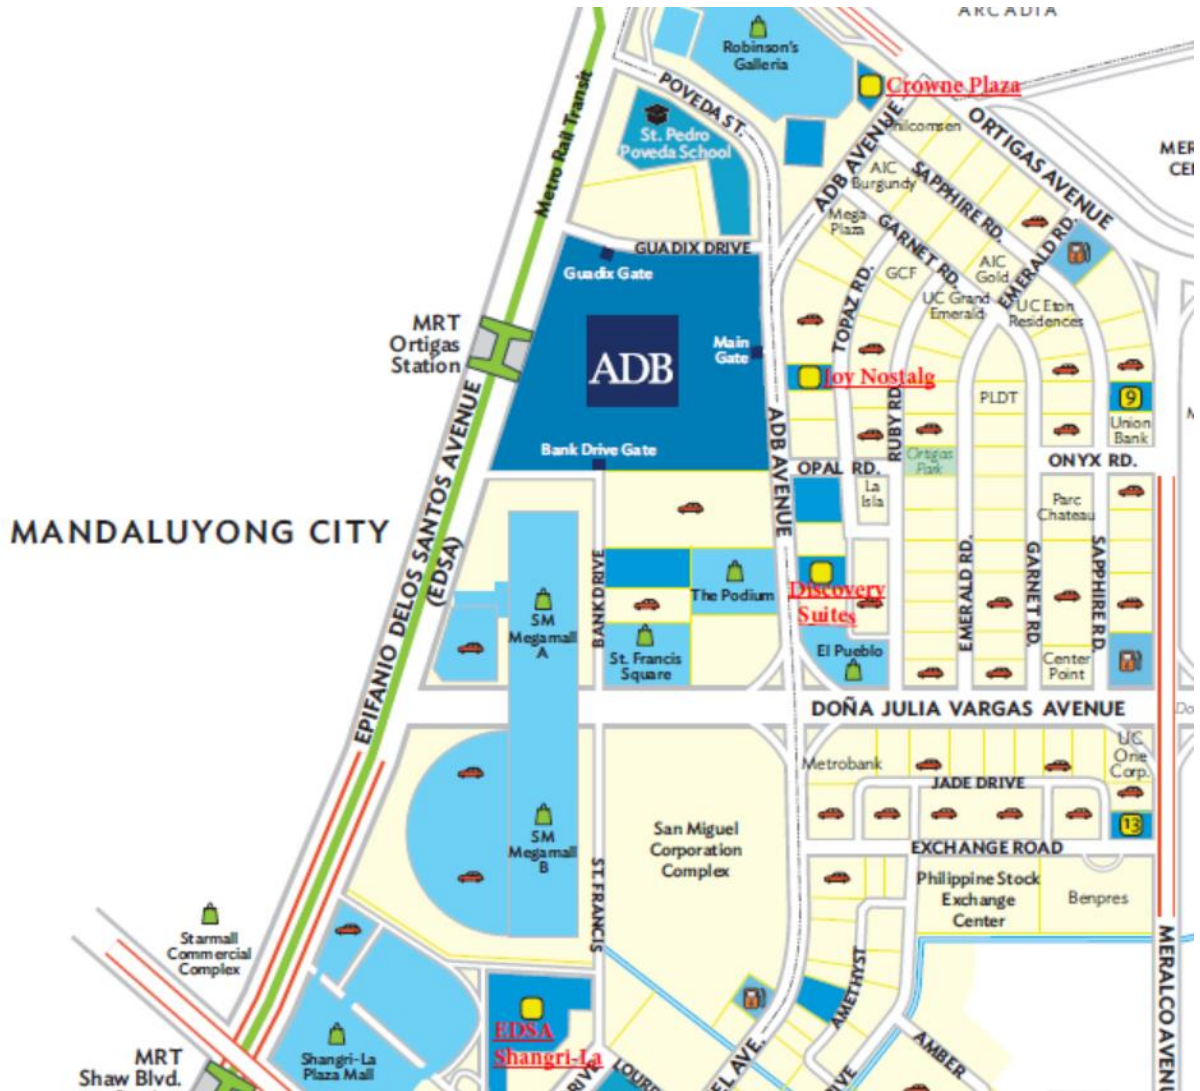 ARCADIA
Robinson's
Galleria
Crowne Plaza
POVEDA ST.
ORTIGAS AVENUE
Metro Rail Transit
St. Pedro
Poveda School
ADB AVENUE
AIC
Burgundy
SAPPHIRE RD.
Mega
Plaza
GARNET RD.
EMERALD RD.
GUADIX DRIVE
Guadix Gate
GCF
AIC
Gold
TOPAZ RD.
UC Grand
Emerald
UC Eton
Residences
MRT
Ortigas
Station
Main
Gate
ADB
Joy Nostalg
PLDT
9
Union
Bank
RUBY RD.
ADB AVENUE
Bank Drive Gate
OPAL RD.
Ortigas
Park
ONYX RD.
La
Isla
Parc
Chateau
MANDALUYONG CITY
EPIFANIO DELOS SANTOS AVENUE
(EDSA)
BANK DRIVE
EMERALD RD.
GARNET RD.
SAPPHIRE RD.
SM
Megamall
A
The Podium
Discovery
Suites
St. Francis
Square
El Pueblo
Center
Point
DOÑA JULIA VARGAS AVENUE
Metrobank
UC
One
Corp.
JADE DRIVE
13
SM
Megamall
B
San Miguel
Corporation
Complex
EXCHANGE ROAD
ST. FRANCIS
Philippine Stock
Exchange
Center
Benpres
Starmall
Commercial
Complex
AMETHYST
MERALCO AVENU
EDSA
Shangri-La
Shangri-La
Plaza Mall
MRT
Shaw Blvd.
AMBER